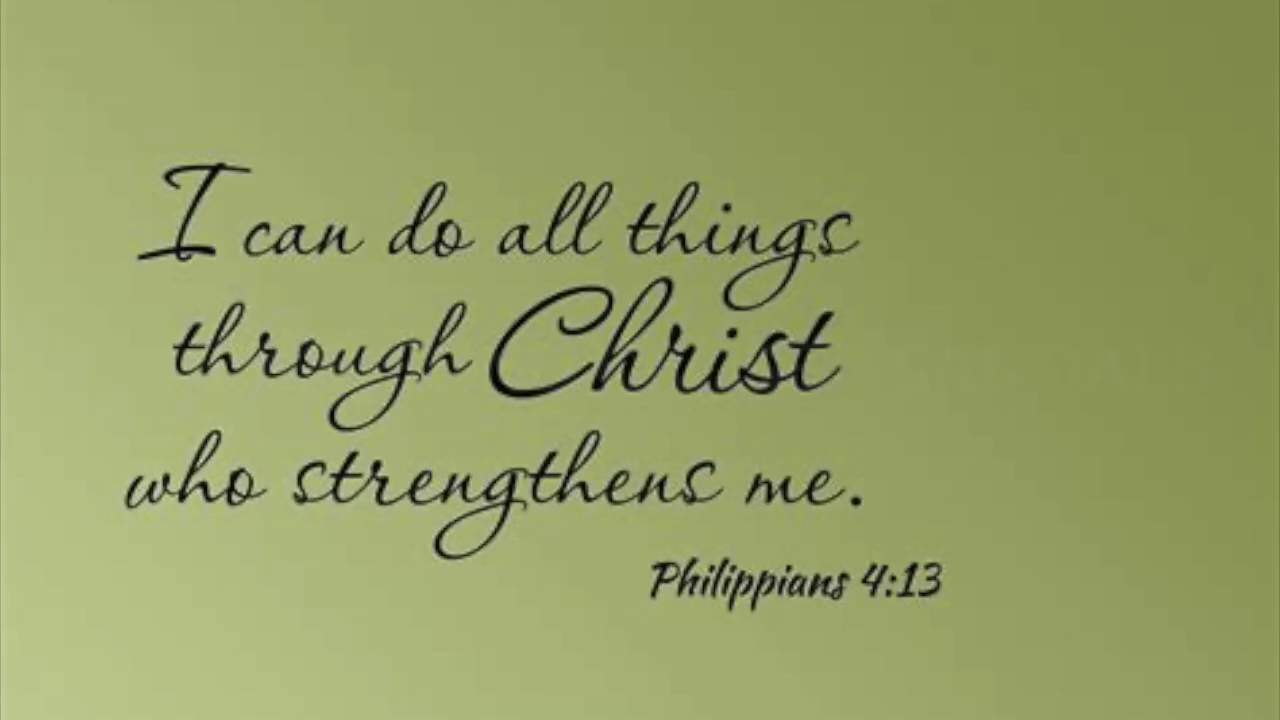 I can do all things
through Christ
who strengthens me.
Philippians 4:13